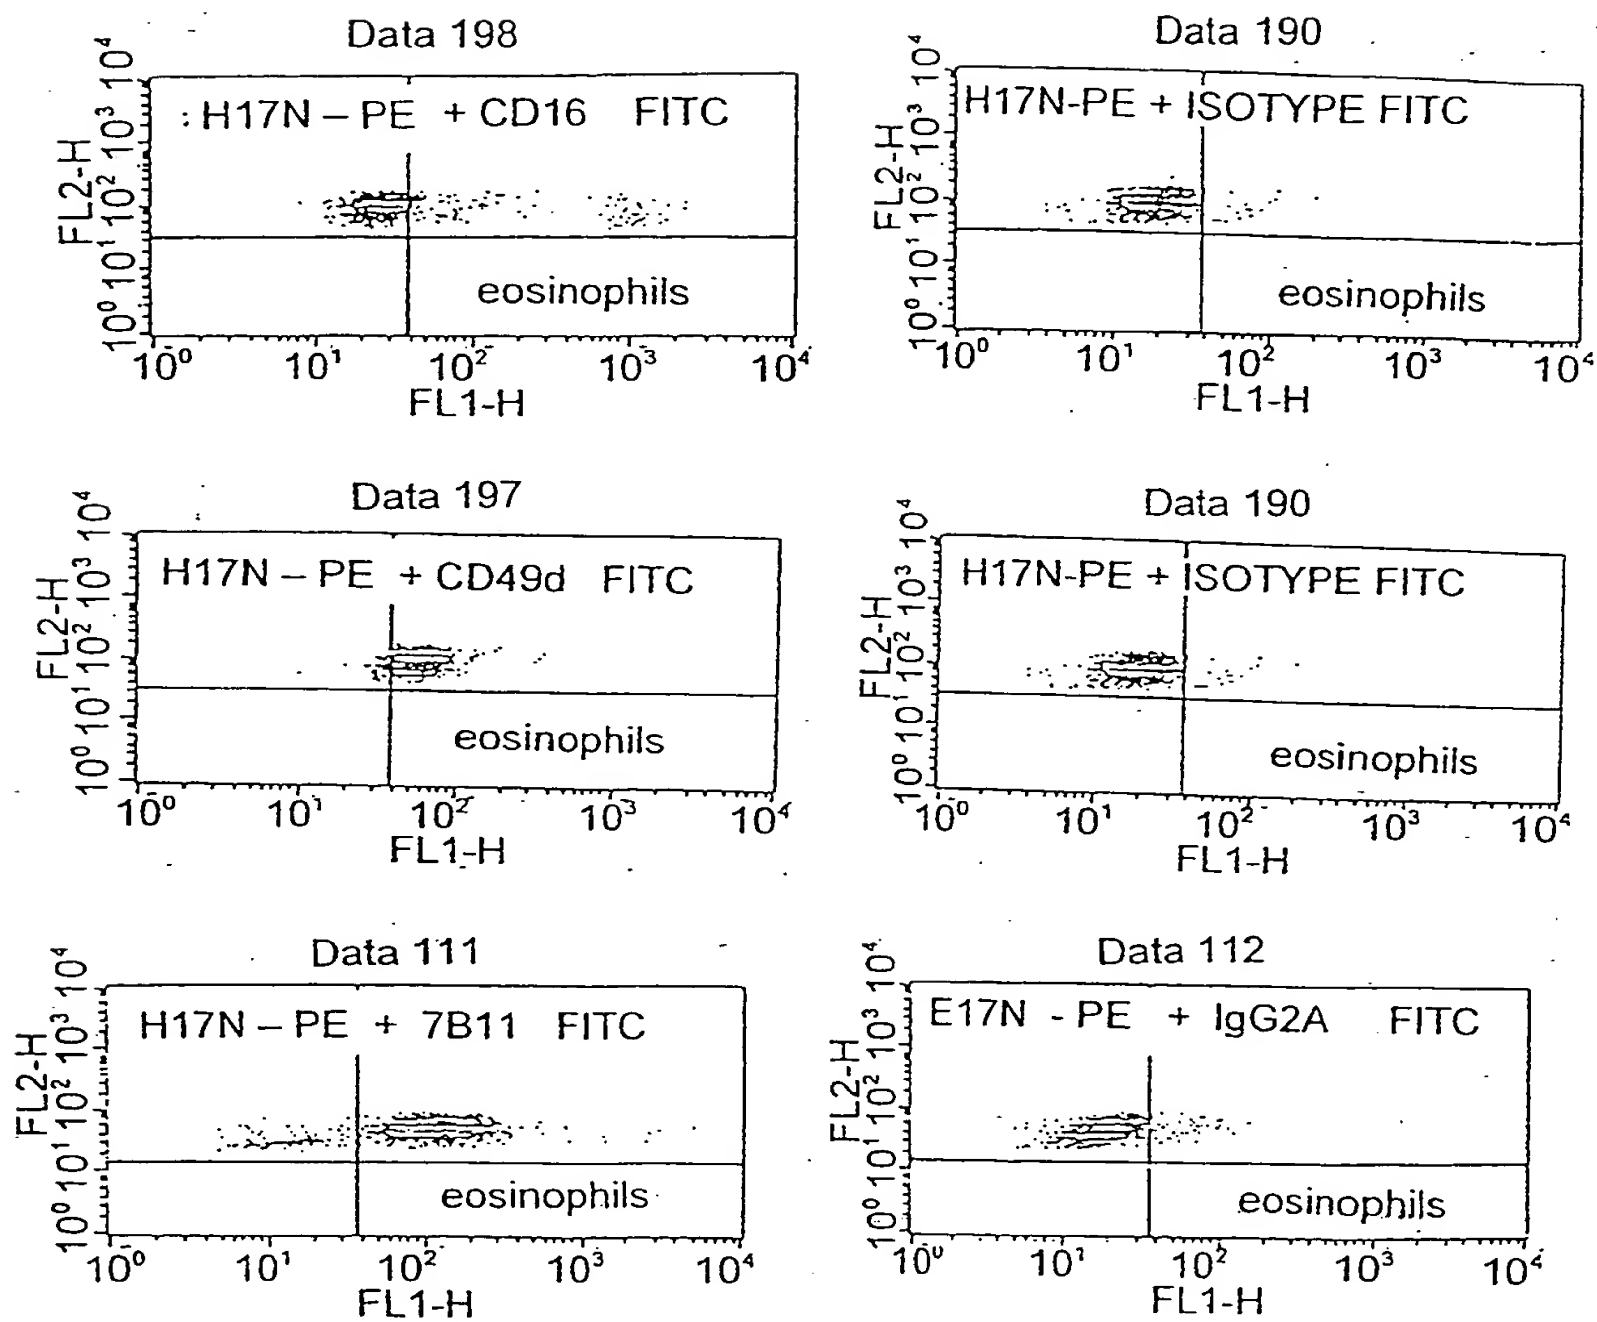 Data 198
10⁰ 10¹ 10² 10³ 10⁴
FL2-H
: H17N – PE + CD16 FITC
eosinophils
10⁰ 10¹ 10² 10³ 10⁴
FL1-H
Data 190
10⁰ 10¹ 10² 10³ 10⁴
FL2-H
H17N-PE + ISOTYPE FITC
eosinophils
10⁰ 10¹ 10² 10³ 10⁴
FL1-H
Data 197
10⁰ 10¹ 10² 10³ 10⁴
FL2-H
H17N – PE + CD49d FITC
eosinophils
10⁰ 10¹ 10² 10³ 10⁴
FL1-H
Data 190
10⁰ 10¹ 10² 10³ 10⁴
FL2-H
H17N-PE + ISOTYPE FITC
eosinophils
10⁰ 10¹ 10² 10³ 10⁴
FL1-H
Data 111
10⁰ 10¹ 10² 10³ 10⁴
FL2-H
H17N – PE + 7B11 FITC
eosinophils
10⁰ 10¹ 10² 10³ 10⁴
FL1-H
Data 112
10⁰ 10¹ 10² 10³ 10⁴
FL2-H
E17N - PE + IgG2A FITC
eosinophils
10⁰ 10¹ 10² 10³ 10⁴
FL1-H